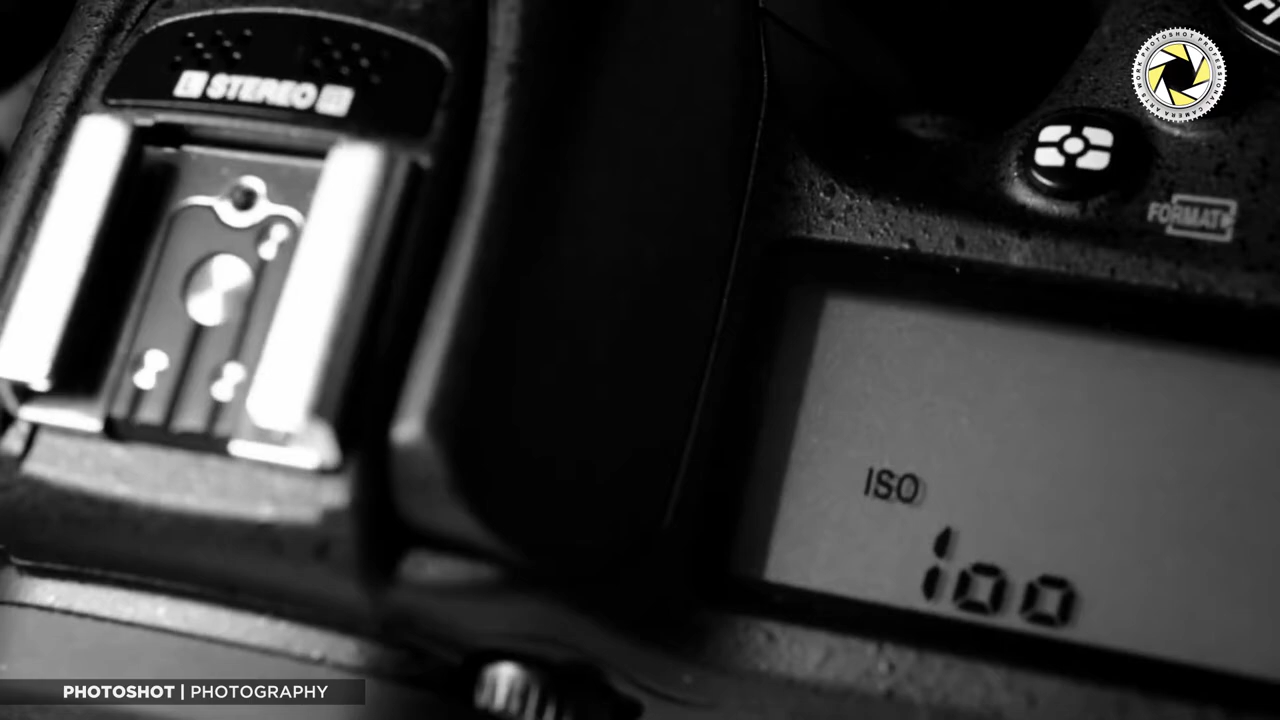 L STEREO R
FORMAT
ISO
100
PHOTOSHOT | PHOTOGRAPHY